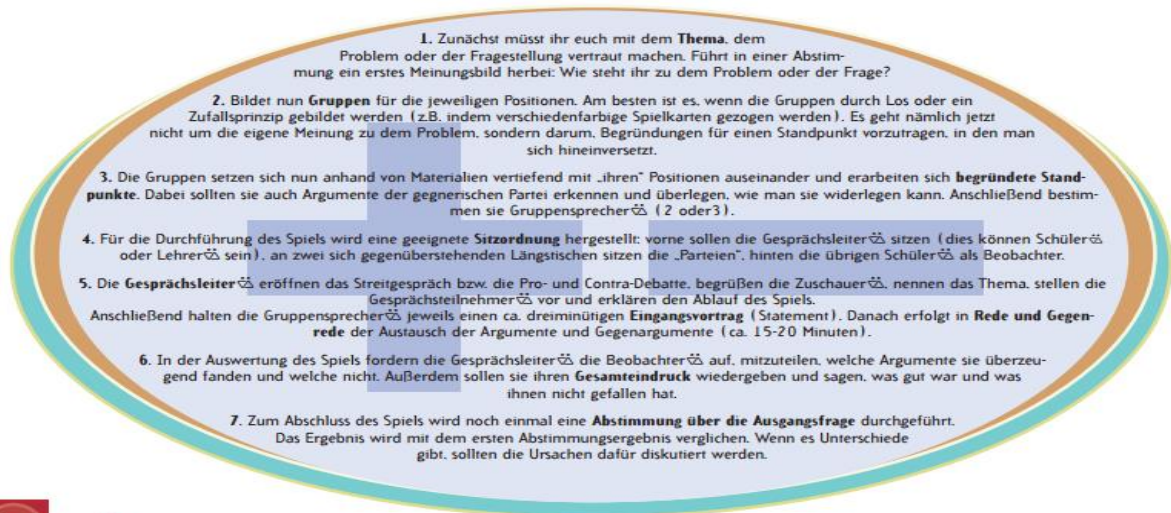 1. Zunächst müsst ihr euch mit dem Thema, dem
Problem oder der Fragestellung vertraut machen. Führt in einer Abstim-
mung ein erstes Meinungsbild herbei: Wie steht ihr zu dem Problem oder der Frage?
2. Bildet nun Gruppen für die jeweiligen Positionen. Am besten ist es, wenn die Gruppen durch Los oder ein
Zufallsprinzip gebildet werden (z.B. indem verschiedenfarbige Spielkarten gezogen werden). Es geht nämlich jetzt
nicht um die eigene Meinung zu dem Problem, sondern darum, Begründungen für einen Standpunkt vorzutragen, in den man
sich hineinversetzt.
3. Die Gruppen setzen sich nun anhand von Materialien vertiefend mit „ihren“ Positionen auseinander und erarbeiten sich begründete Stand-
punkte. Dabei sollten sie auch Argumente der gegnerischen Partei erkennen und überlegen, wie man sie widerlegen kann. Anschließend bestim-
men sie Gruppensprecher (2 oder3).
4. Für die Durchführung des Spiels wird eine geeignete Sitzordnung hergestellt: vorne sollen die Gesprächsleiter sitzen (dies können Schüler
oder Lehrer sein), an zwei sich gegenüberstehenden Längstischen sitzen die „Parteien“, hinten die übrigen Schüler als Beobachter.
5. Die Gesprächsleiter eröffnen das Streitgespräch bzw. die Pro- und Contra-Debatte, begrüßen die Zuschauer, nennen das Thema, stellen die
Gesprächsteilnehmer vor und erklären den Ablauf des Spiels.
Anschließend halten die Gruppensprecher jeweils einen ca. dreiminütigen Eingangsvortrag (Statement). Danach erfolgt in Rede und Gegen-
rede der Austausch der Argumente und Gegenargumente (ca. 15-20 Minuten).
6. In der Auswertung des Spiels fordern die Gesprächsleiter die Beobachter auf, mitzuteilen, welche Argumente sie überzeu-
gend fanden und welche nicht. Außerdem sollen sie ihren Gesamteindruck wiedergeben und sagen, was gut war und was
ihnen nicht gefallen hat.
7. Zum Abschluss des Spiels wird noch einmal eine Abstimmung über die Ausgangsfrage durchgeführt.
Das Ergebnis wird mit dem ersten Abstimmungsergebnis verglichen. Wenn es Unterschiede
gibt, sollten die Ursachen dafür diskutiert werden.